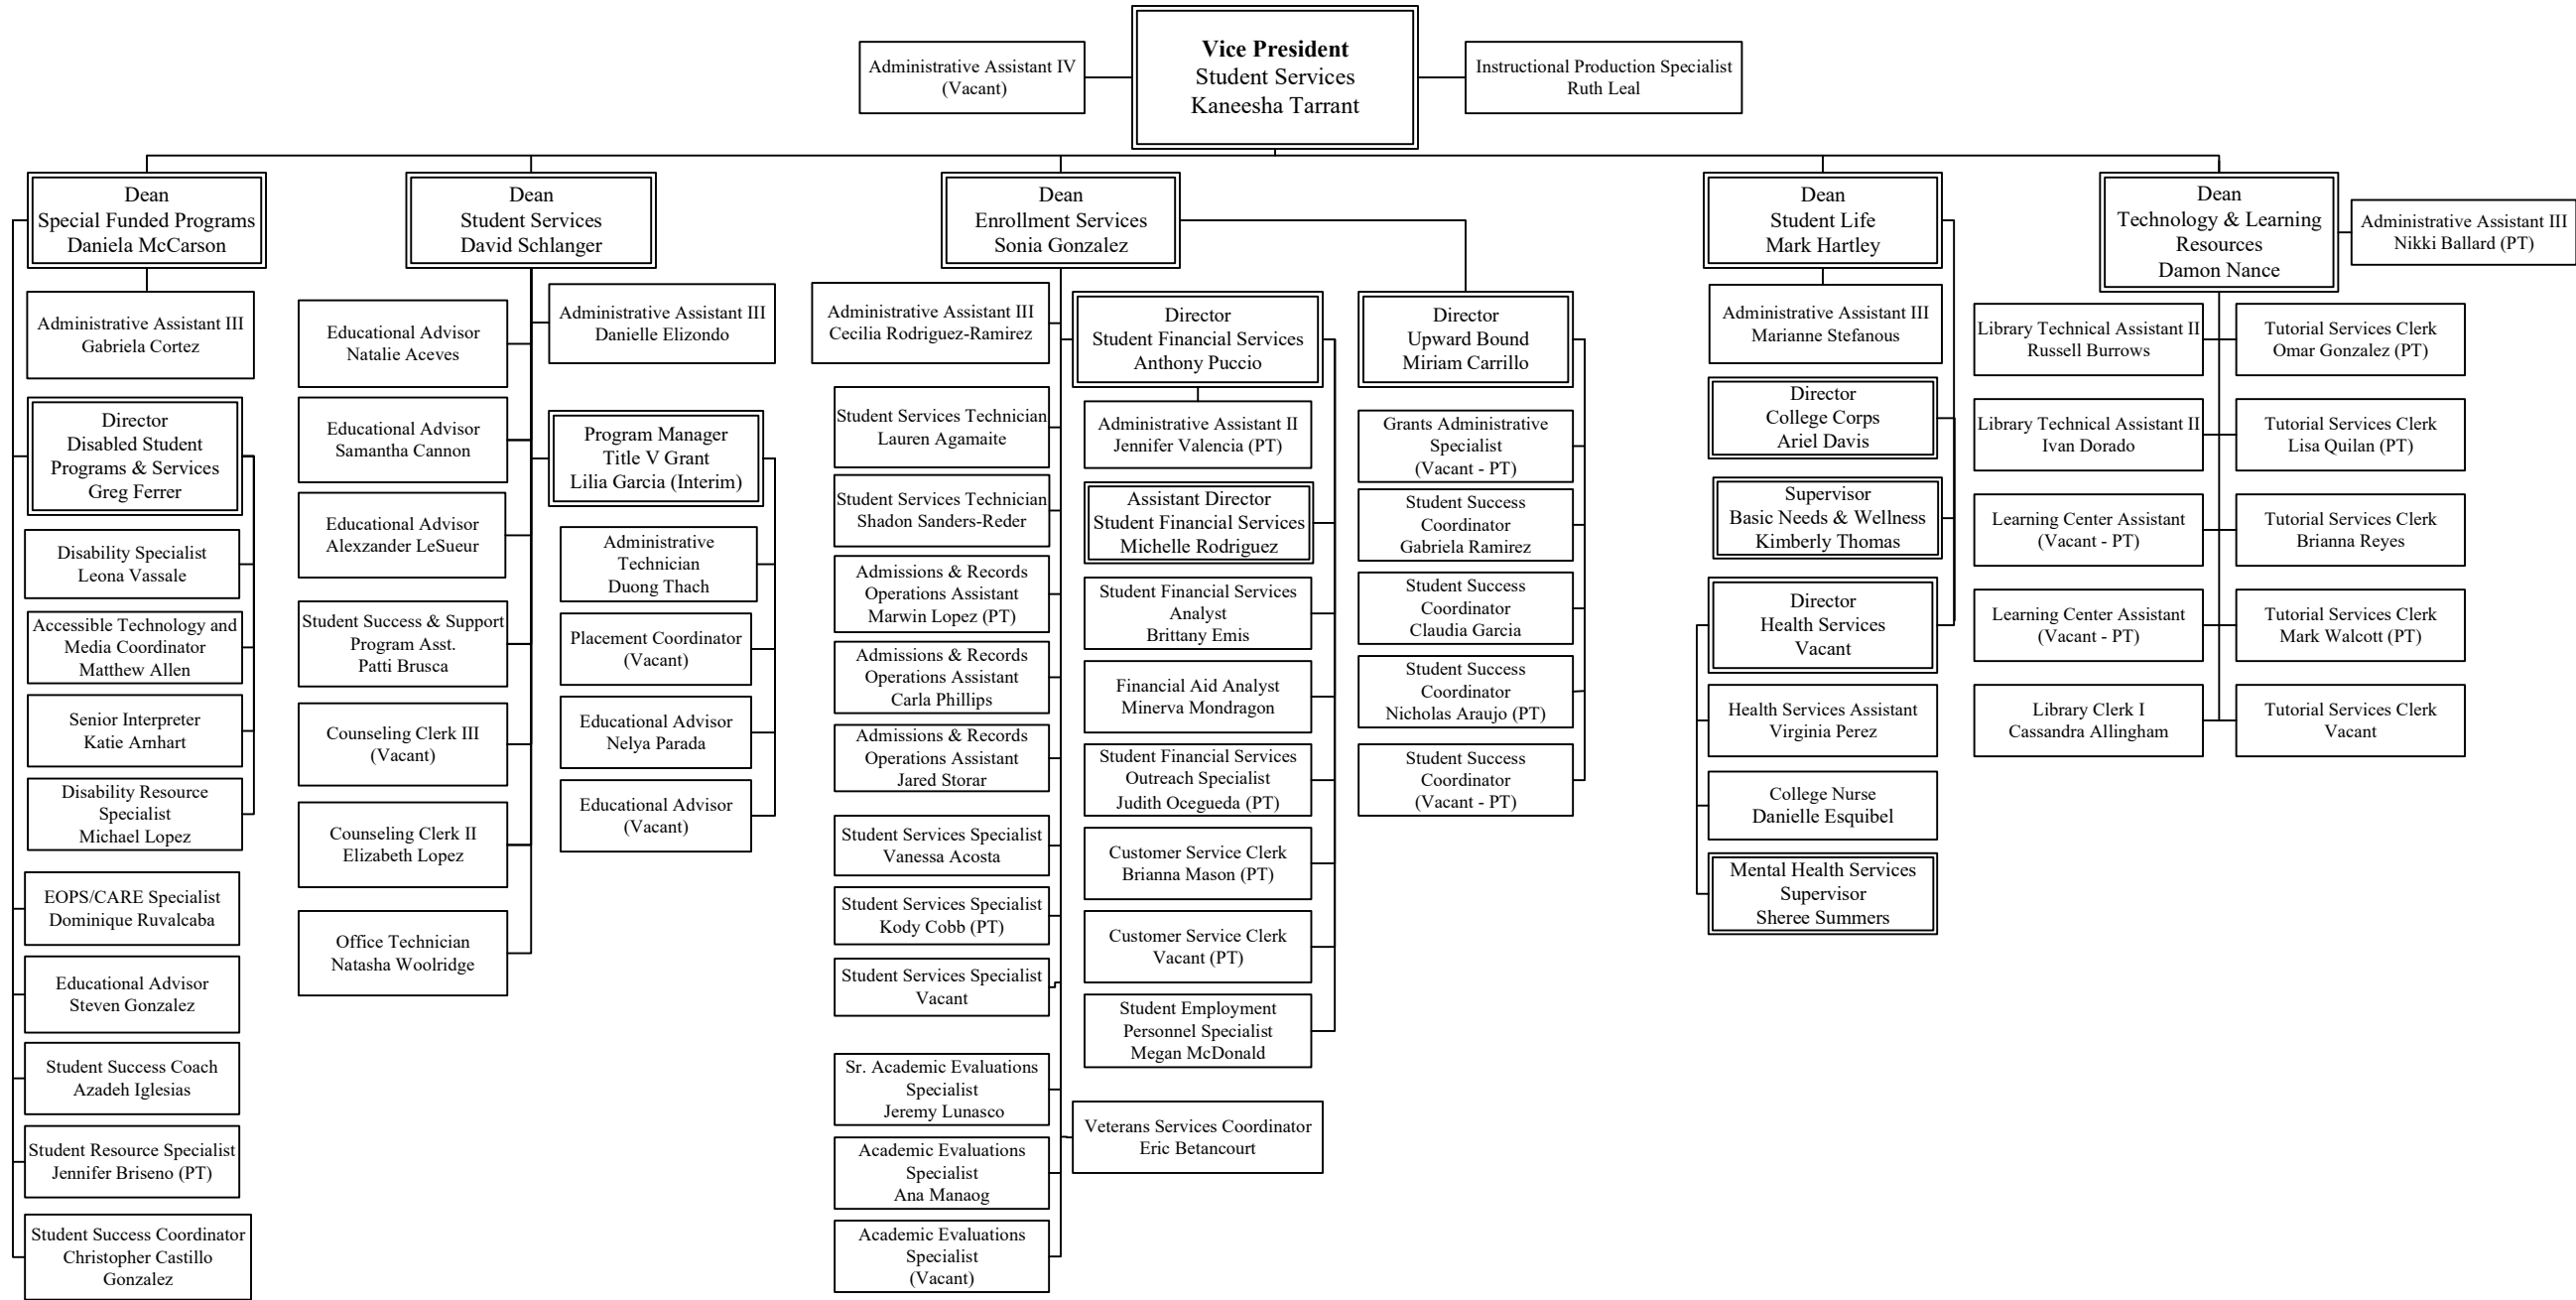 Vice President
Student Services
Kaneesha Tarrant
Administrative Assistant IV
(Vacant)
Instructional Production Specialist
Ruth Leal
Dean
Special Funded Programs
Daniela McCarson
Administrative Assistant III
Gabriela Cortez
Director
Disabled Student
Programs & Services
Greg Ferrer
Disability Specialist
Leona Vassale
Accessible Technology and
Media Coordinator
Matthew Allen
Senior Interpreter
Katie Arnhart
Disability Resource
Specialist
Michael Lopez
EOPS/CARE Specialist
Dominique Ruvalcaba
Educational Advisor
Steven Gonzalez
Student Success Coach
Azadeh Iglesias
Student Resource Specialist
Jennifer Briseno (PT)
Student Success Coordinator
Christopher Castillo
Gonzalez
Dean
Student Services
David Schlanger
Educational Advisor
Natalie Aceves
Educational Advisor
Samantha Cannon
Educational Advisor
Alexzander LeSueur
Student Success & Support
Program Asst.
Patti Brusca
Counseling Clerk III
(Vacant)
Counseling Clerk II
Elizabeth Lopez
Office Technician
Natasha Woolridge
Administrative Assistant III
Danielle Elizondo
Program Manager
Title V Grant
Lilia Garcia (Interim)
Administrative
Technician
Duong Thach
Placement Coordinator
(Vacant)
Educational Advisor
Nelya Parada
Educational Advisor
(Vacant)
Dean
Enrollment Services
Sonia Gonzalez
Administrative Assistant III
Cecilia Rodriguez-Ramirez
Student Services Technician
Lauren Agamaite
Student Services Technician
Shadon Sanders-Reder
Admissions & Records
Operations Assistant
Marwin Lopez (PT)
Admissions & Records
Operations Assistant
Carla Phillips
Admissions & Records
Operations Assistant
Jared Storar
Student Services Specialist
Vanessa Acosta
Student Services Specialist
Kody Cobb (PT)
Student Services Specialist
Vacant
Sr. Academic Evaluations
Specialist
Jeremy Lunasco
Academic Evaluations
Specialist
Ana Manaog
Academic Evaluations
Specialist
(Vacant)
Director
Student Financial Services
Anthony Puccio
Administrative Assistant II
Jennifer Valencia (PT)
Assistant Director
Student Financial Services
Michelle Rodriguez
Student Financial Services
Analyst
Brittany Emis
Financial Aid Analyst
Minerva Mondragon
Student Financial Services
Outreach Specialist
Judith Ocegueda (PT)
Customer Service Clerk
Brianna Mason (PT)
Customer Service Clerk
Vacant (PT)
Student Employment
Personnel Specialist
Megan McDonald
Veterans Services Coordinator
Eric Betancourt
Director
Upward Bound
Miriam Carrillo
Grants Administrative
Specialist
(Vacant - PT)
Student Success
Coordinator
Gabriela Ramirez
Student Success
Coordinator
Claudia Garcia
Student Success
Coordinator
Nicholas Araujo (PT)
Student Success
Coordinator
(Vacant - PT)
Dean
Student Life
Mark Hartley
Administrative Assistant III
Marianne Stefanous
Director
College Corps
Ariel Davis
Supervisor
Basic Needs & Wellness
Kimberly Thomas
Director
Health Services
Vacant
Health Services Assistant
Virginia Perez
College Nurse
Danielle Esquibel
Mental Health Services
Supervisor
Sheree Summers
Dean
Technology & Learning
Resources
Damon Nance
Administrative Assistant III
Nikki Ballard (PT)
Library Technical Assistant II
Russell Burrows
Library Technical Assistant II
Ivan Dorado
Learning Center Assistant
(Vacant - PT)
Learning Center Assistant
(Vacant - PT)
Library Clerk I
Cassandra Allingham
Tutorial Services Clerk
Omar Gonzalez (PT)
Tutorial Services Clerk
Lisa Quilan (PT)
Tutorial Services Clerk
Brianna Reyes
Tutorial Services Clerk
Mark Walcott (PT)
Tutorial Services Clerk
Vacant